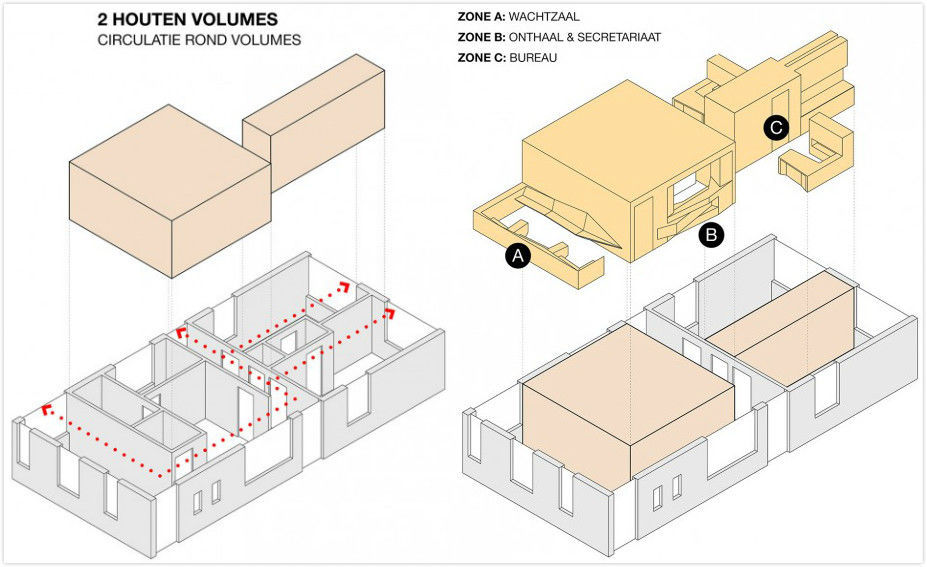 2 HOUTEN VOLUMES
CIRCULATIE ROND VOLUMES
ZONE A: WACHTZAAL
ZONE B: ONTHAAL & SECRETARIAAT
ZONE C: BUREAU
C
B
A